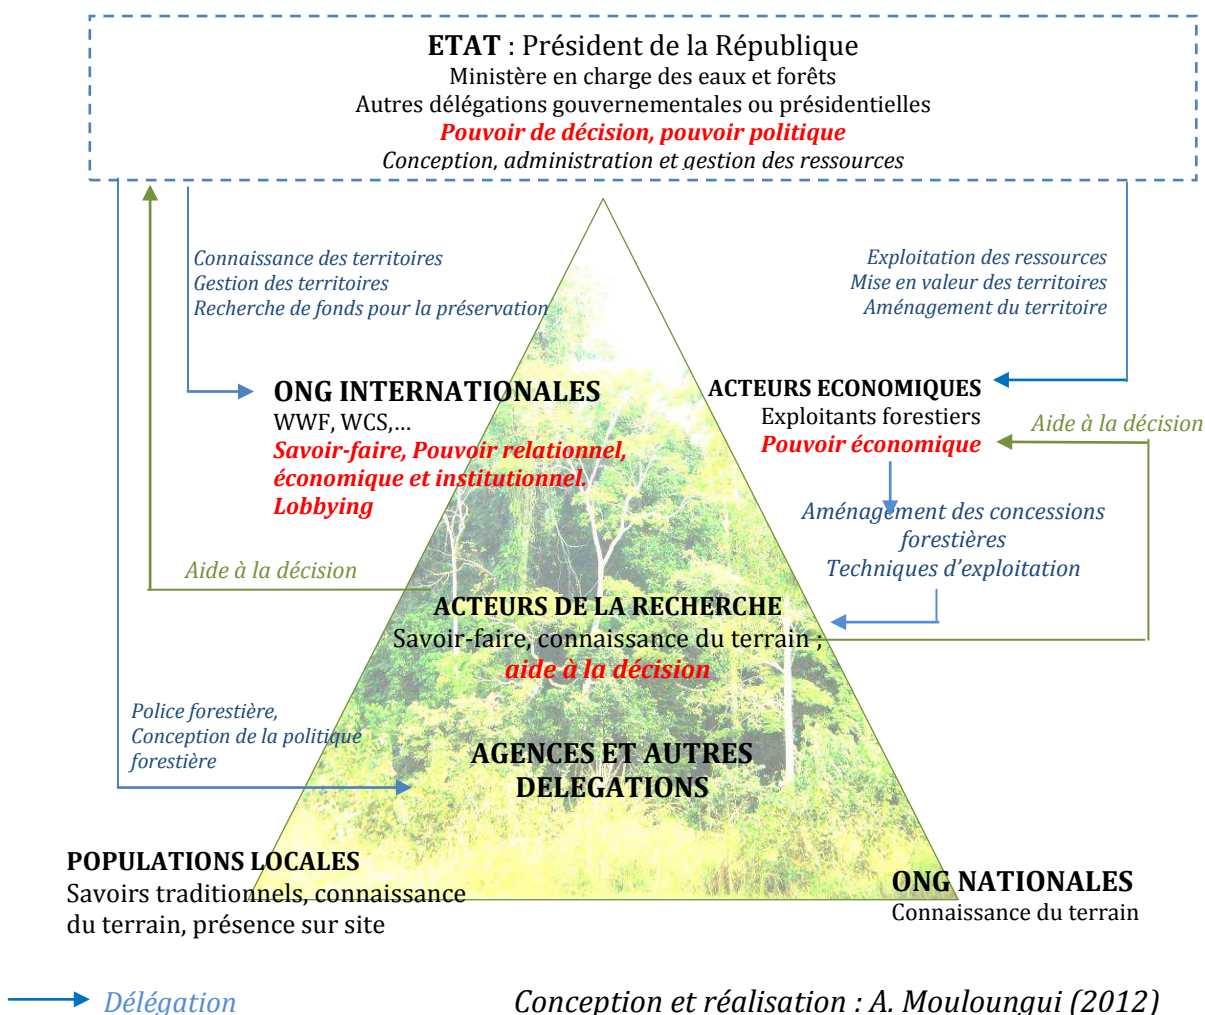 ETAT : Président de la République
Ministère en charge des eaux et forêts
Autres délégations gouvernementales ou présidentielles
Pouvoir de décision, pouvoir politique
Conception, administration et gestion des ressources
Connaissance des territoires
Gestion des territoires
Recherche de fonds pour la préservation
Exploitation des ressources
Mise en valeur des territoires
Aménagement du territoire
ONG INTERNATIONALES
WWF, WCS,...
Savoir-faire, Pouvoir relationnel,
économique et institutionnel.
Lobbying
ACTEURS ECONOMIQUES
Exploitants forestiers
Pouvoir économique
Aide à la décision
Aménagement des concessions
forestières
Techniques d'exploitation
Aide à la décision
ACTEURS DE LA RECHERCHE
Savoir-faire, connaissance du terrain ;
aide à la décision
Police forestière,
Conception de la politique
forestière
AGENCES ET AUTRES
DELEGATIONS
POPULATIONS LOCALES
Savoirs traditionnels, connaissance
du terrain, présence sur site
ONG NATIONALES
Connaissance du terrain
Délégation
Conception et réalisation : A. Mouloungui (2012)